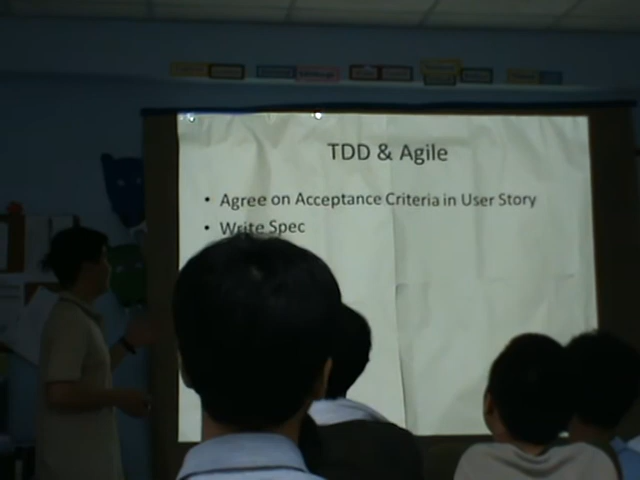 TDD & Agile
• Agree on Acceptance Criteria in User Story
• Write Spec